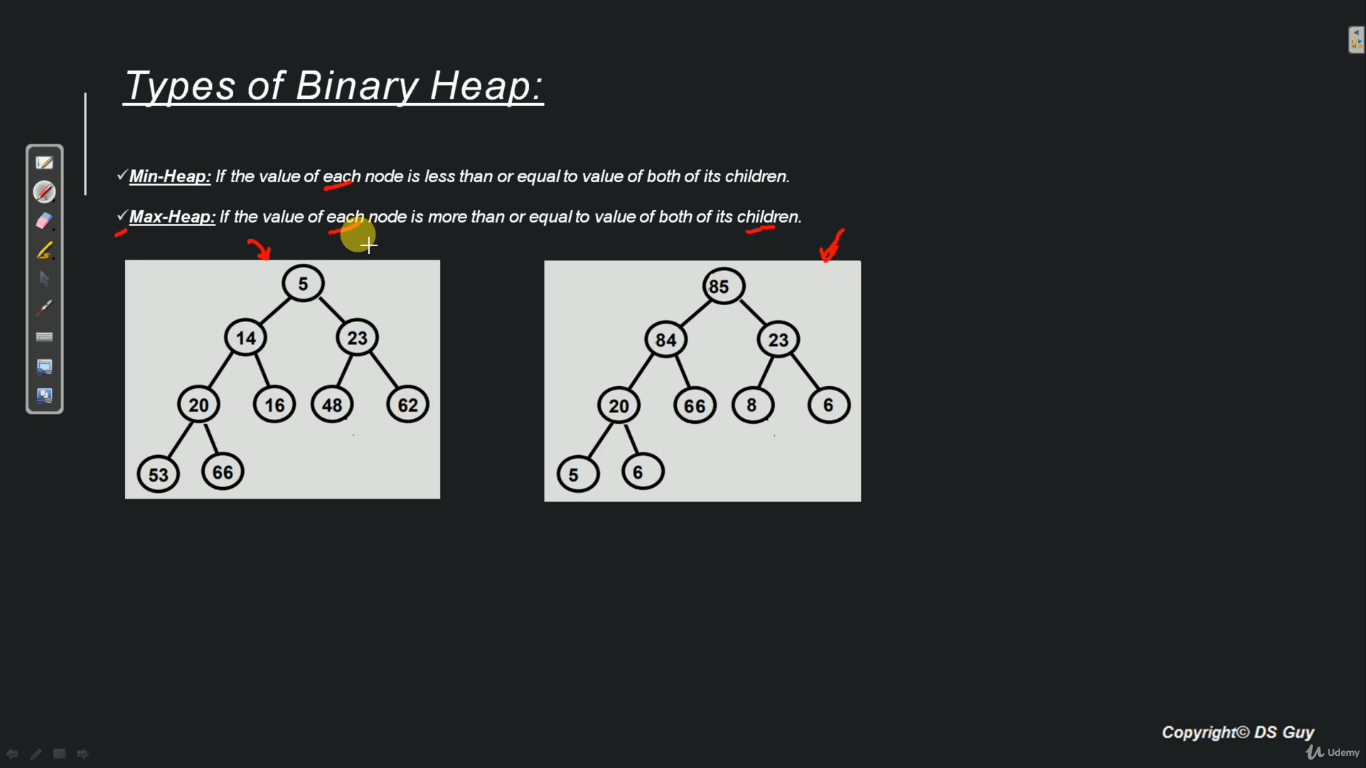 Types of Binary Heap:
✓Min-Heap: If the value of each node is less than or equal to value of both of its children.
✓Max-Heap: If the value of each node is more than or equal to value of both of its children.
5
14 23
20 16 48 62
53 66
85
84 23
20 66 8 6
5 6
Copyright© DS Guy
Udemy